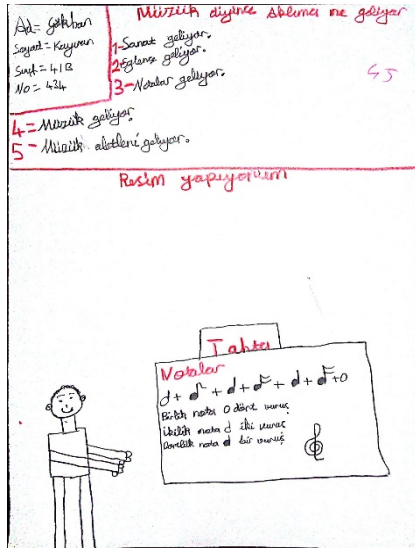 Müzik diyince aklıma ne geliyor
Ad= Gökhan
Soyad= Kayvan
Sınıf= 4/B
No= 434
1-Sanat geliyor.
2-Eğlence geliyor.
3-Notalar geliyor.
45
4=Müzik geliyor.
5-Müzik aletleri geliyor.
Resim yapıyorum
Tahta
Notalar
Birlik nota o dört vuruş
ikilik nota d iki vuruş
Dörtlük nota d bir vuruş